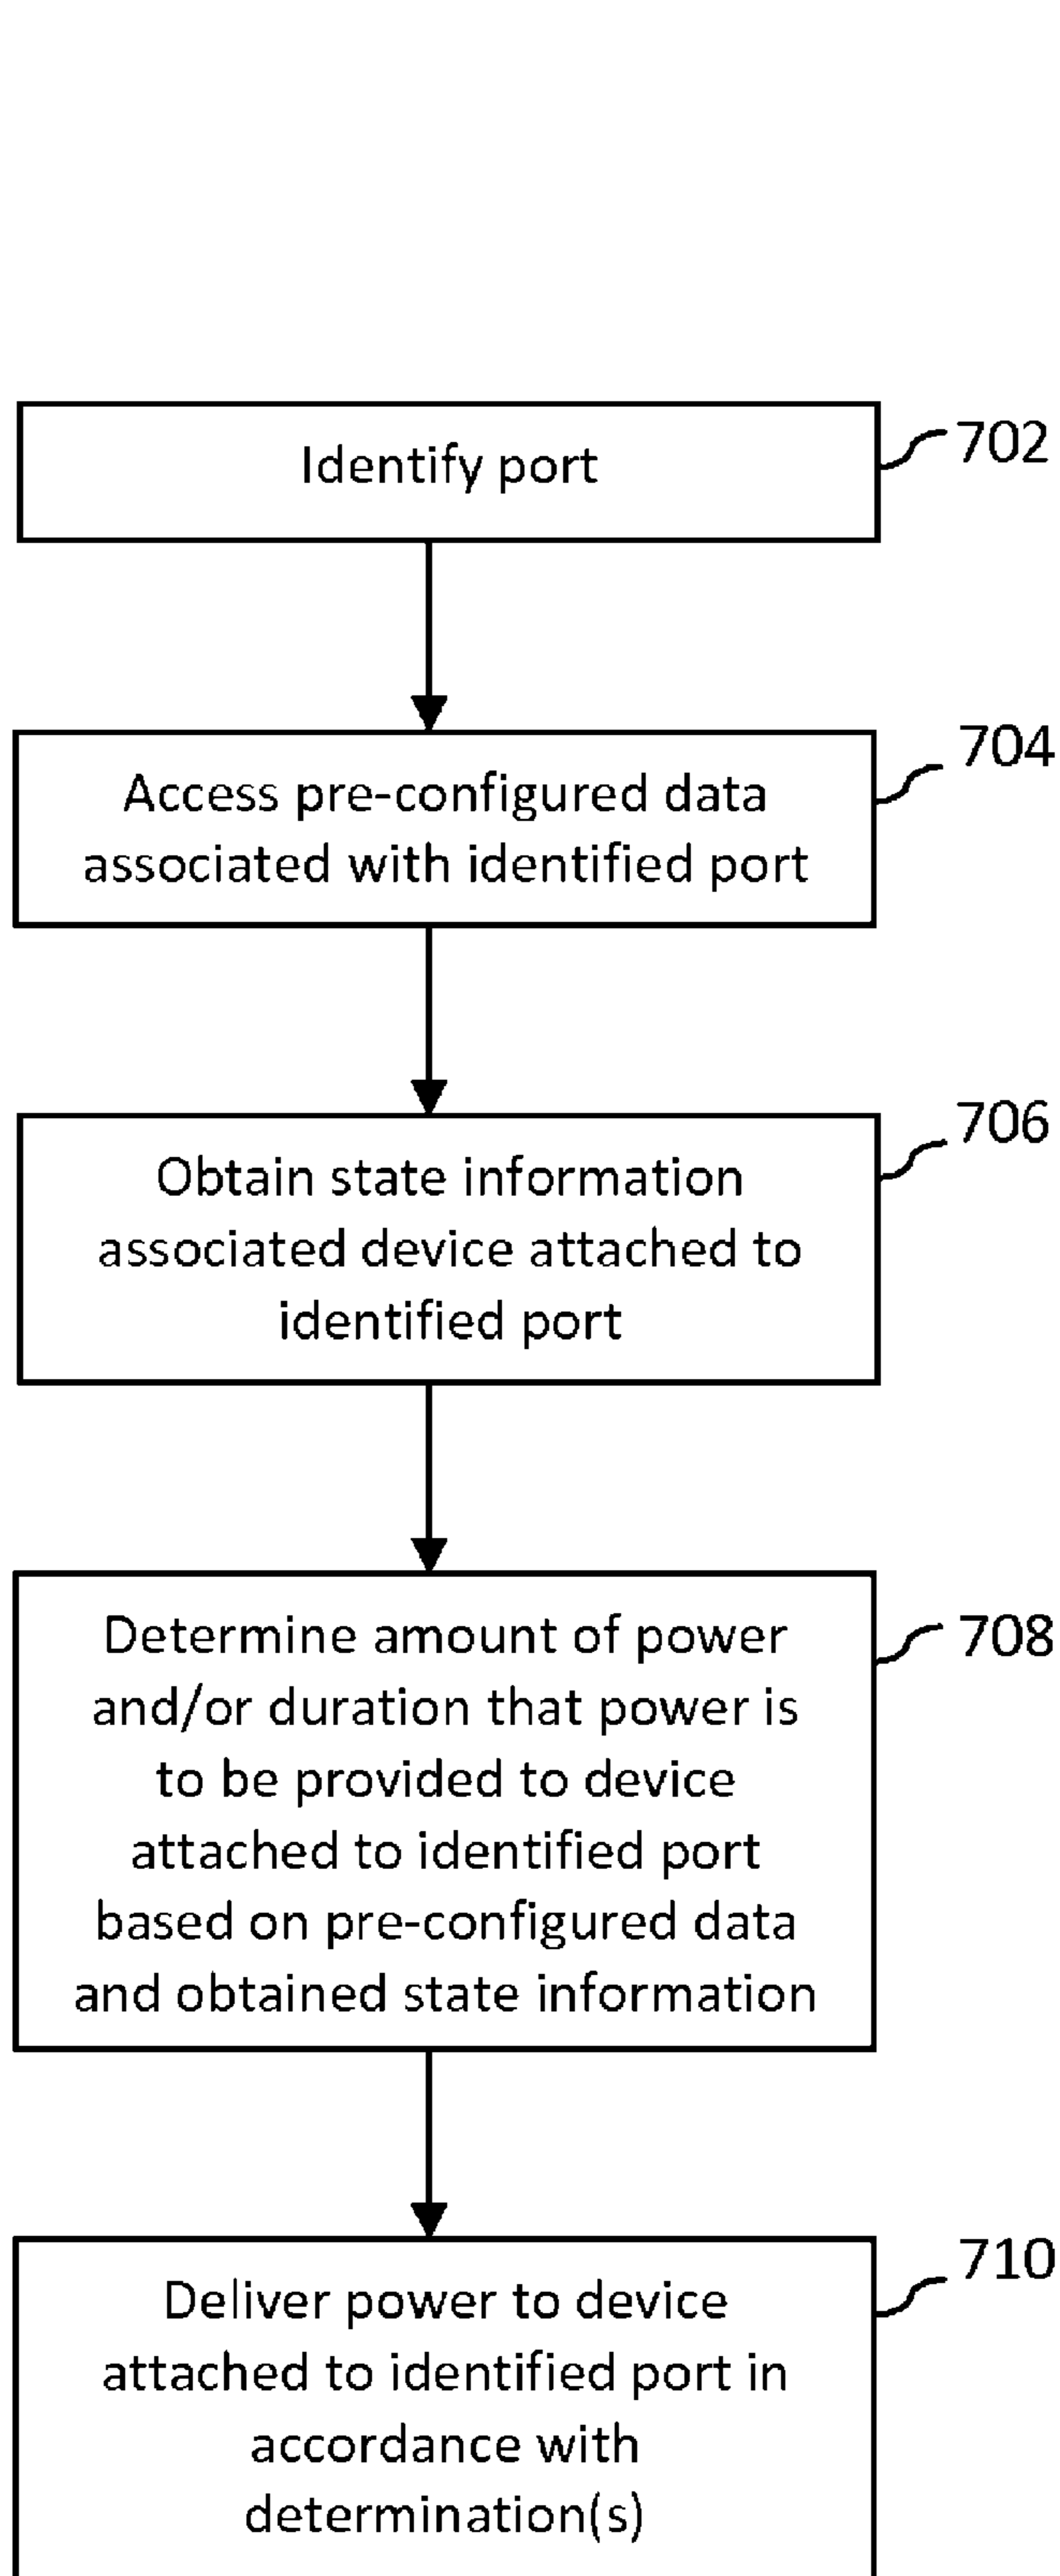 Identify port
702
Access pre-configured data
associated with identified port
704
Obtain state information
associated device attached to
identified port
706
Determine amount of power
and/or duration that power is
to be provided to device
attached to identified port
based on pre-configured data
and obtained state information
708
Deliver power to device
attached to identified port in
accordance with
determination(s)
710